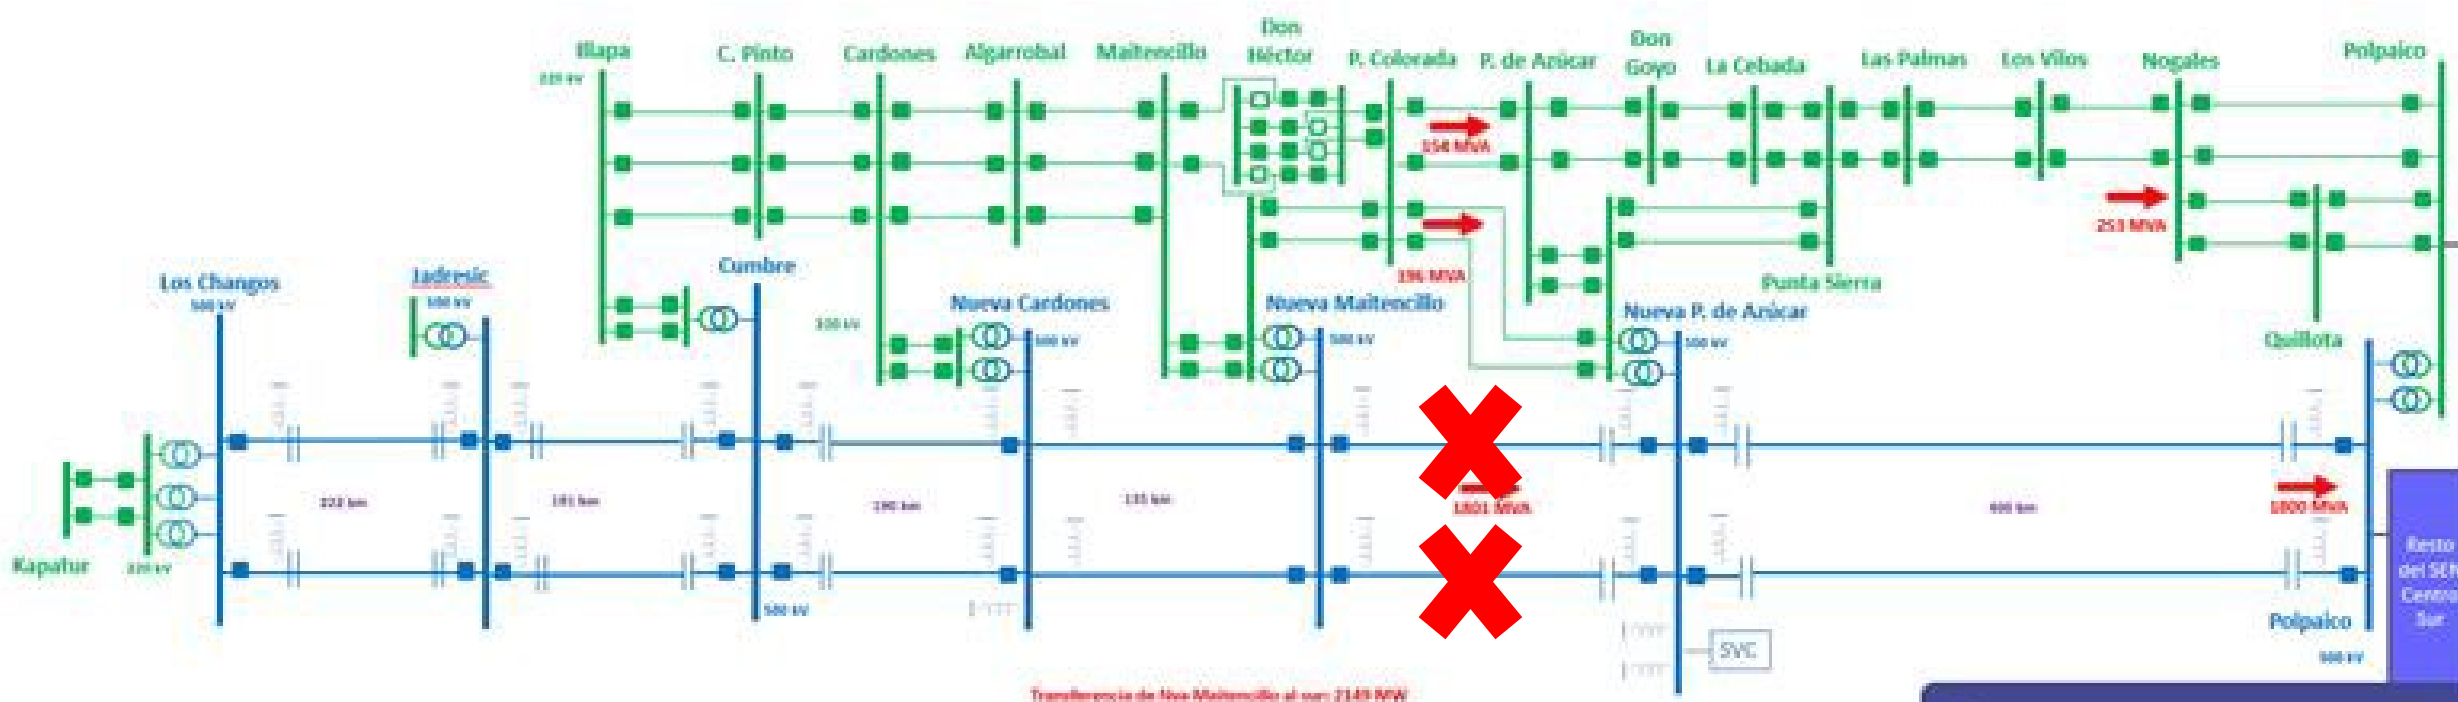 Illapa
220 kV
C. Pinto
Cardones
Algarrobal
Maitencillo
Don
Héctor
P. Colorada
P. de Azúcar
Don
Goyo
La Cebada
Las Palmas
Los Vilos
Nogales
Polpaico
154 MVA
196 MVA
253 MVA
Punta Sierra
Quillota
Los Changos
500 kV
Jadresic
500 kV
Cumbre
Nueva Cardones
500 kV
220 kV
Nueva Maitencillo
500 kV
Nueva P. de Azúcar
500 kV
191 km
190 km
1801 MVA
1800 MVA
Kapatur
220 kV
500 kV
SVC
Polpaico
500 kV
Resto
del SEN
Centro
Sur
Transferencia de Nva Maitencillo al sur: 2149 MW